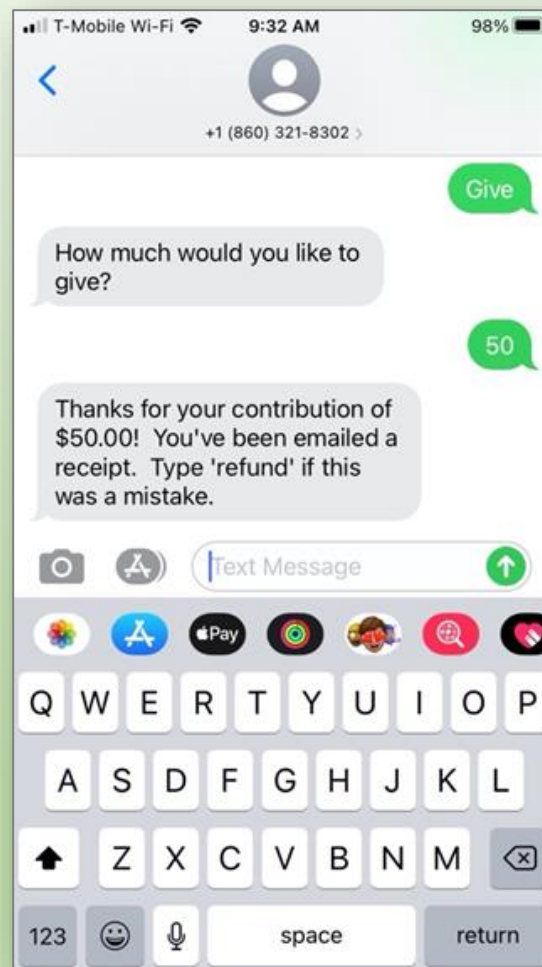 T-Mobile Wi-Fi 9:32 AM 98%
+1 (860) 321-8302 >
Give
How much would you like to
give?
50
Thanks for your contribution of
$50.00! You've been emailed a
receipt. Type 'refund' if this
was a mistake.
Text Message
Pay
Q W E R T Y U I O P
A S D F G H J K L
Z X C V B N M
123 space return